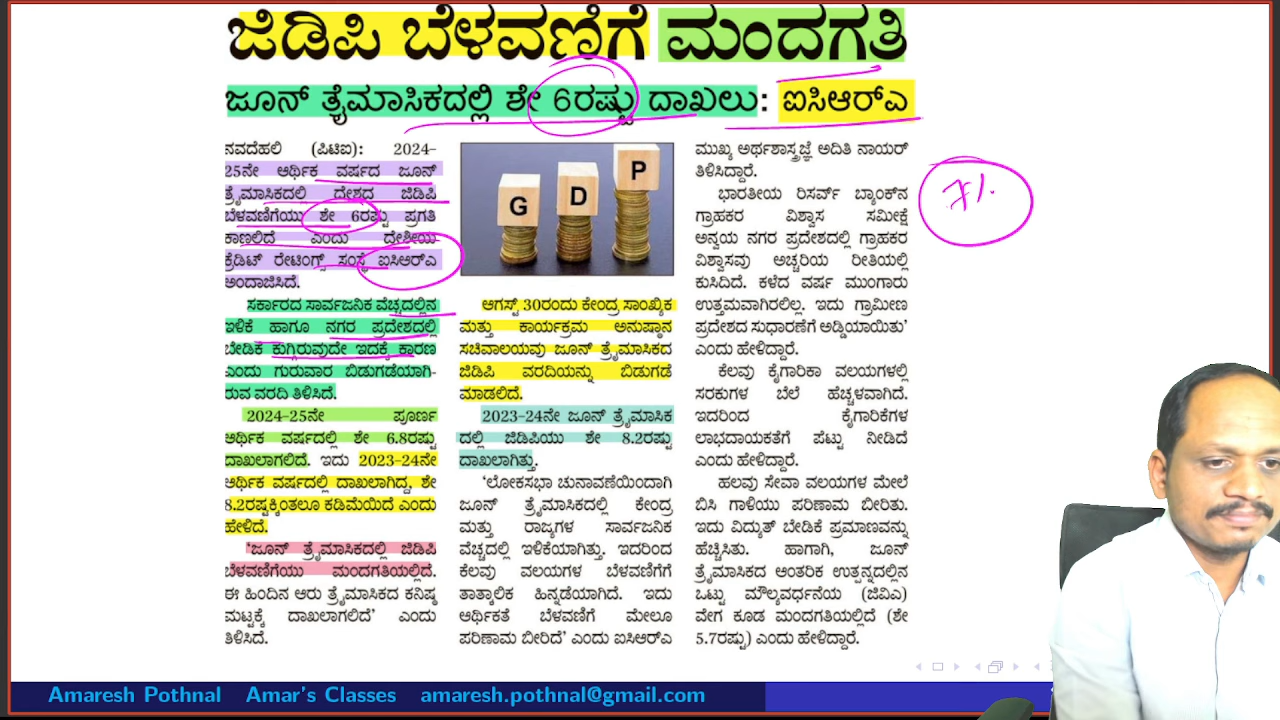 ಜಿಡಿಪಿ ಬೆಳವಣಿಗೆ ಮಂದಗತಿ
ಜೂನ್ ತ್ರೈಮಾಸಿಕದಲ್ಲಿ ಶೇ 6ರಷ್ಟು ದಾಖಲು: ಐಸಿಆರ್‌ಎ
ನವದೆಹಲಿ (ಪಿಟಿಐ): 2024–
25ನೇ ಆರ್ಥಿಕ ವರ್ಷದ ಜೂನ್
ತ್ರೈಮಾಸಿಕದಲಿ ದೇಶದ ಜಿಡಿಪಿ
ಬೆಳವಣಿಗೆಯು ಶೇ 6ರಷ್ಟು ಪ್ರಗತಿ
ಕಾಣಲಿದೆ ಎಂದು ದೇಶೀಯ
ಕ್ರೆಡಿಟ್ ರೇಟಿಂಗ್ಸ್ ಸಂಸ್ಥೆ ಐಸಿಆರ್‌ಎ
ಅಂದಾಜಿಸಿದೆ.
ಸರ್ಕಾರದ ಸಾರ್ವಜನಿಕ ವೆಚ್ಚದಲ್ಲಿನ
ಇಳಿಕೆ ಹಾಗೂ ನಗರ ಪ್ರದೇಶದಲ್ಲಿ
ಬೇಡಿಕೆ ಕುಗ್ಗಿರುವುದೇ ಇದಕ್ಕೆ ಕಾರಣ
ಎಂದು ಗುರುವಾರ ಬಿಡುಗಡೆಯಾಗಿ-
ರುವ ವರದಿ ತಿಳಿಸಿದೆ.
2024–25ನೇ ಪೂರ್ಣ
ಆರ್ಥಿಕ ವರ್ಷದಲ್ಲಿ ಶೇ 6.8ರಷ್ಟು
ದಾಖಲಾಗಲಿದೆ. ಇದು 2023–24ನೇ
ಆರ್ಥಿಕ ವರ್ಷದಲ್ಲಿ ದಾಖಲಾಗಿದ್ದ ಶೇ
8.2ರಷ್ಟಕ್ಕಿಂತಲೂ ಕಡಿಮೆಯಿದೆ ಎಂದು
ಹೇಳಿದೆ.
‘ಜೂನ್ ತ್ರೈಮಾಸಿಕದಲ್ಲಿ ಜಿಡಿಪಿ
ಬೆಳವಣಿಗೆಯು ಮಂದಗತಿಯಲ್ಲಿದೆ.
ಈ ಹಿಂದಿನ ಆರು ತ್ರೈಮಾಸಿಕದ ಕನಿಷ್ಠ
ಮಟ್ಟಕ್ಕೆ ದಾಖಲಾಗಲಿದೆ’ ಎಂದು
ತಿಳಿಸಿದೆ.
G D P
ಆಗಸ್ಟ್ 30ರಂದು ಕೇಂದ್ರ ಸಾಂಖ್ಯಿಕ
ಮತ್ತು ಕಾರ್ಯಕ್ರಮ ಅನುಷ್ಠಾನ
ಸಚಿವಾಲಯವು ಜೂನ್ ತ್ರೈಮಾಸಿಕದ
ಜಿಡಿಪಿ ವರದಿಯನ್ನು ಬಿಡುಗಡೆ
ಮಾಡಲಿದೆ.
2023–24ನೇ ಜೂನ್ ತ್ರೈಮಾಸಿಕ
ದಲ್ಲಿ ಜಿಡಿಪಿಯು ಶೇ 8.2ರಷ್ಟು
ದಾಖಲಾಗಿತ್ತು.
‘ಲೋಕಸಭಾ ಚುನಾವಣೆಯಿಂದಾಗಿ
ಜೂನ್ ತ್ರೈಮಾಸಿಕದಲ್ಲಿ ಕೇಂದ್ರ
ಮತ್ತು ರಾಜ್ಯಗಳ ಸಾರ್ವಜನಿಕ
ವೆಚ್ಚದಲ್ಲಿ ಇಳಿಕೆಯಾಗಿತ್ತು. ಇದರಿಂದ
ಕೆಲವು ವಲಯಗಳ ಬೆಳವಣಿಗೆಗೆ
ತಾತ್ಕಾಲಿಕ ಹಿನ್ನಡೆಯಾಗಿದೆ. ಇದು
ಆರ್ಥಿಕತೆ ಬೆಳವಣಿಗೆ ಮೇಲೂ
ಪರಿಣಾಮ ಬೀರಿದೆ’ ಎಂದು ಐಸಿಆರ್‌ಎ
ಮುಖ್ಯ ಅರ್ಥಶಾಸ್ತ್ರಜ್ಞೆ ಅದಿತಿ ನಾಯರ್
ತಿಳಿಸಿದ್ದಾರೆ.
ಭಾರತೀಯ ರಿಸರ್ವ್ ಬ್ಯಾಂಕ್‌ನ
ಗ್ರಾಹಕರ ವಿಶ್ವಾಸ ಸಮೀಕ್ಷೆ
ಅನ್ವಯ ನಗರ ಪ್ರದೇಶದಲ್ಲಿ ಗ್ರಾಹಕರ
ವಿಶ್ವಾಸವು ಅಚ್ಚರಿಯ ರೀತಿಯಲ್ಲಿ
ಕುಸಿದಿದೆ. ಕಳೆದ ವರ್ಷ ಮುಂಗಾರು
ಉತ್ತಮವಾಗಿರಲಿಲ್ಲ. ಇದು ಗ್ರಾಮೀಣ
ಪ್ರದೇಶದ ಸುಧಾರಣೆಗೆ ಅಡ್ಡಿಯಾಯಿತು’
ಎಂದು ಹೇಳಿದ್ದಾರೆ.
ಕೆಲವು ಕೈಗಾರಿಕಾ ವಲಯಗಳಲ್ಲಿ
ಸರಕುಗಳ ಬೆಲೆ ಹೆಚ್ಚಳವಾಗಿದೆ.
ಇದರಿಂದ ಕೈಗಾರಿಕೆಗಳ
ಲಾಭದಾಯಕತೆಗೆ ಪೆಟ್ಟು ನೀಡಿದೆ
ಎಂದು ಹೇಳಿದ್ದಾರೆ.
ಹಲವು ಸೇವಾ ವಲಯಗಳ ಮೇಲೆ
ಬಿಸಿ ಗಾಳಿಯು ಪರಿಣಾಮ ಬೀರಿತು.
ಇದು ವಿದ್ಯುತ್ ಬೇಡಿಕೆ ಪ್ರಮಾಣವನ್ನು
ಹೆಚ್ಚಿಸಿತು. ಹಾಗಾಗಿ, ಜೂನ್
ತ್ರೈಮಾಸಿಕದ ಆಂತರಿಕ ಉತ್ಪನ್ನದಲ್ಲಿನ
ಒಟ್ಟು ಮೌಲ್ಯವರ್ಧನೆಯ (ಜಿವಿಎ)
ವೇಗ ಕೂಡ ಮಂದಗತಿಯಲ್ಲಿದೆ (ಶೇ
5.7ರಷ್ಟು) ಎಂದು ಹೇಳಿದ್ದಾರೆ.
7%
Amaresh Pothnal Amar's Classes amaresh.pothnal@gmail.com